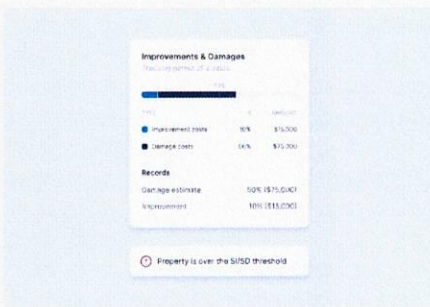 Improvements & Damages
TYPE % AMOUNT
Improvement costs 10% $15,000
Damage costs $75,000
Records
Damage estimate 50% ($75,000)
Improvement 10% ($15,000)
Property is over the SI/SD threshold